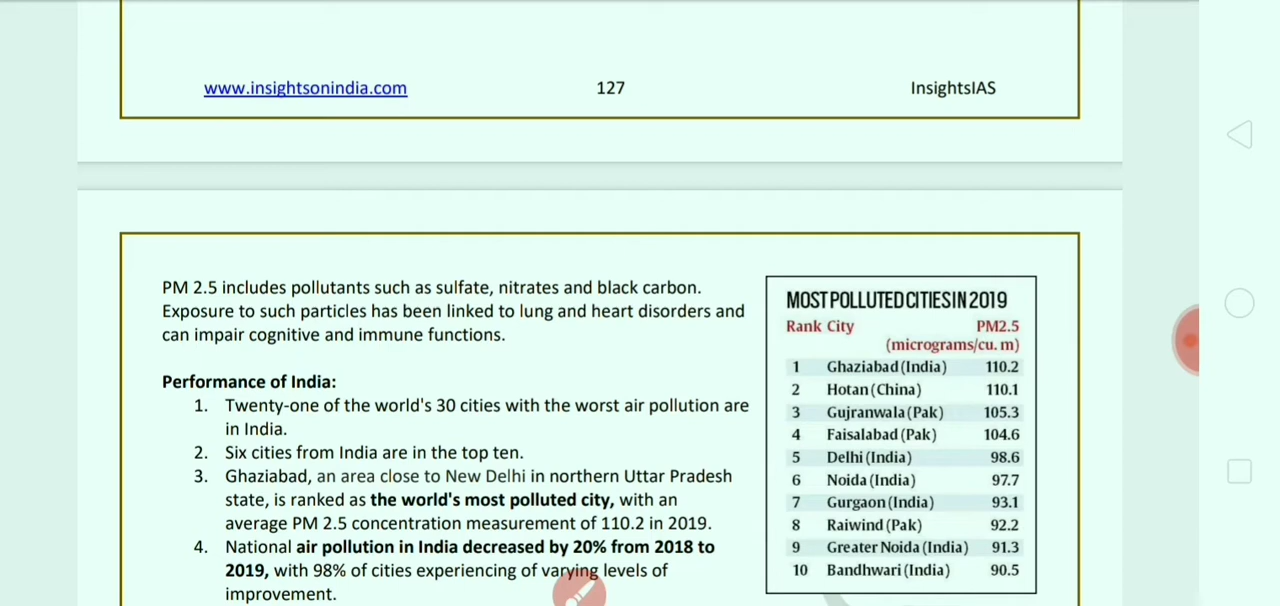 www.insightsonindia.com 127 InsightsIAS
PM 2.5 includes pollutants such as sulfate, nitrates and black carbon.
Exposure to such particles has been linked to lung and heart disorders and
can impair cognitive and immune functions.
Performance of India:
1. Twenty-one of the world's 30 cities with the worst air pollution are
in India.
2. Six cities from India are in the top ten.
3. Ghaziabad, an area close to New Delhi in northern Uttar Pradesh
state, is ranked as the world's most polluted city, with an
average PM 2.5 concentration measurement of 110.2 in 2019.
4. National air pollution in India decreased by 20% from 2018 to
2019, with 98% of cities experiencing of varying levels of
improvement.
MOST POLLUTED CITIES IN 2019
Rank City PM2.5
(micrograms/cu. m)
1 Ghaziabad (India) 110.2
2 Hotan (China) 110.1
3 Gujranwala (Pak) 105.3
4 Faisalabad (Pak) 104.6
5 Delhi (India) 98.6
6 Noida (India) 97.7
7 Gurgaon (India) 93.1
8 Raiwind (Pak) 92.2
9 Greater Noida (India) 91.3
10 Bandhwari (India) 90.5